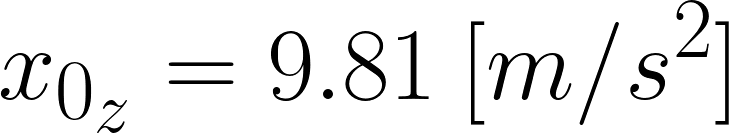 x_{0_z} = 9.81 [m/s^2]